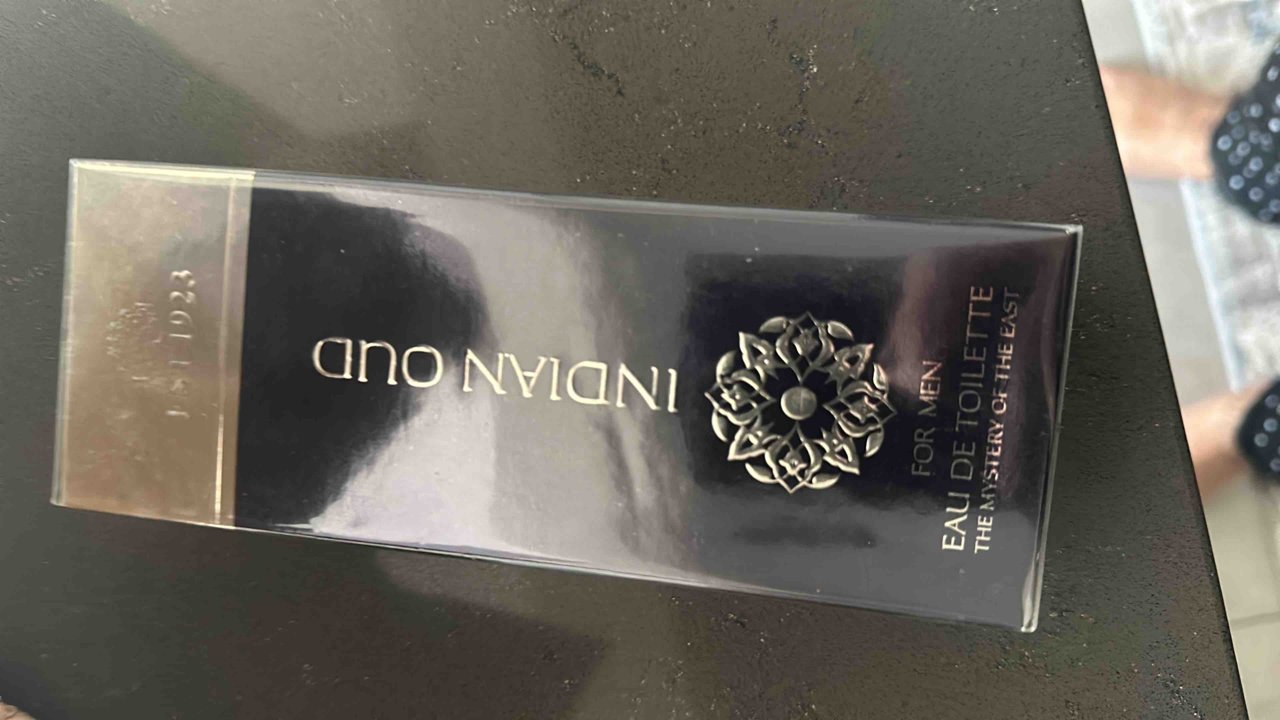 EST 1923
INDIAN OUD
FOR MEN
EAU DE TOILETTE
THE MYSTERY OF THE EAST